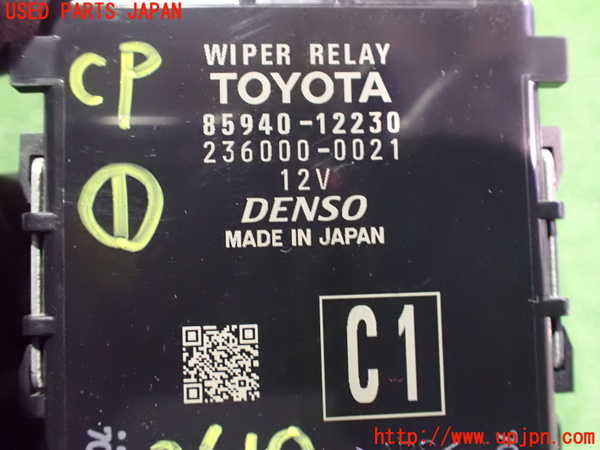 USED PARTS JAPAN
WIPER RELAY
TOYOTA
85940-12230
236000-0021
12V
DENSO
MADE IN JAPAN
CP
①
C1
http://www.upjpn.com/